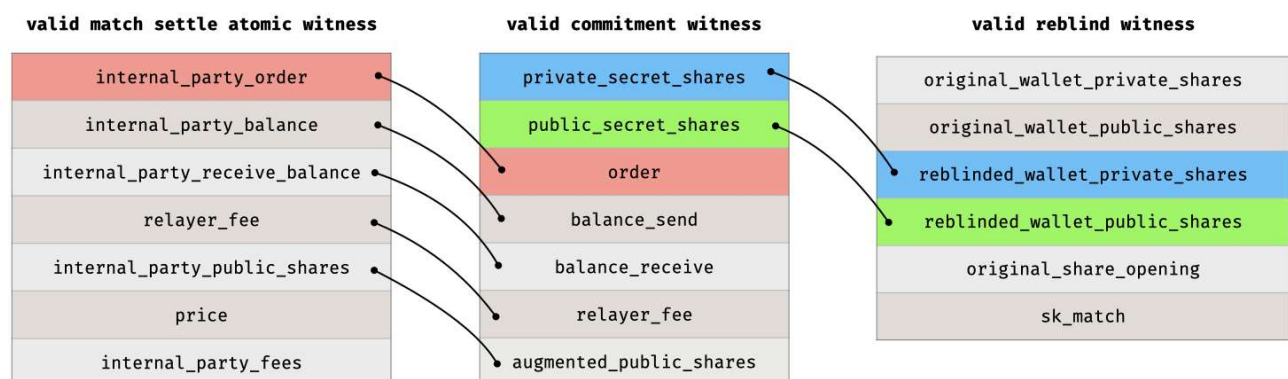 valid match settle atomic witness
internal_party_order
internal_party_balance
internal_party_receive_balance
relayer_fee
internal_party_public_shares
price
internal_party_fees
valid commitment witness
private_secret_shares
public_secret_shares
order
balance_send
balance_receive
relayer_fee
augmented_public_shares
valid reblind witness
original_wallet_private_shares
original_wallet_public_shares
reblinded_wallet_private_shares
reblinded_wallet_public_shares
original_share_opening
sk_match